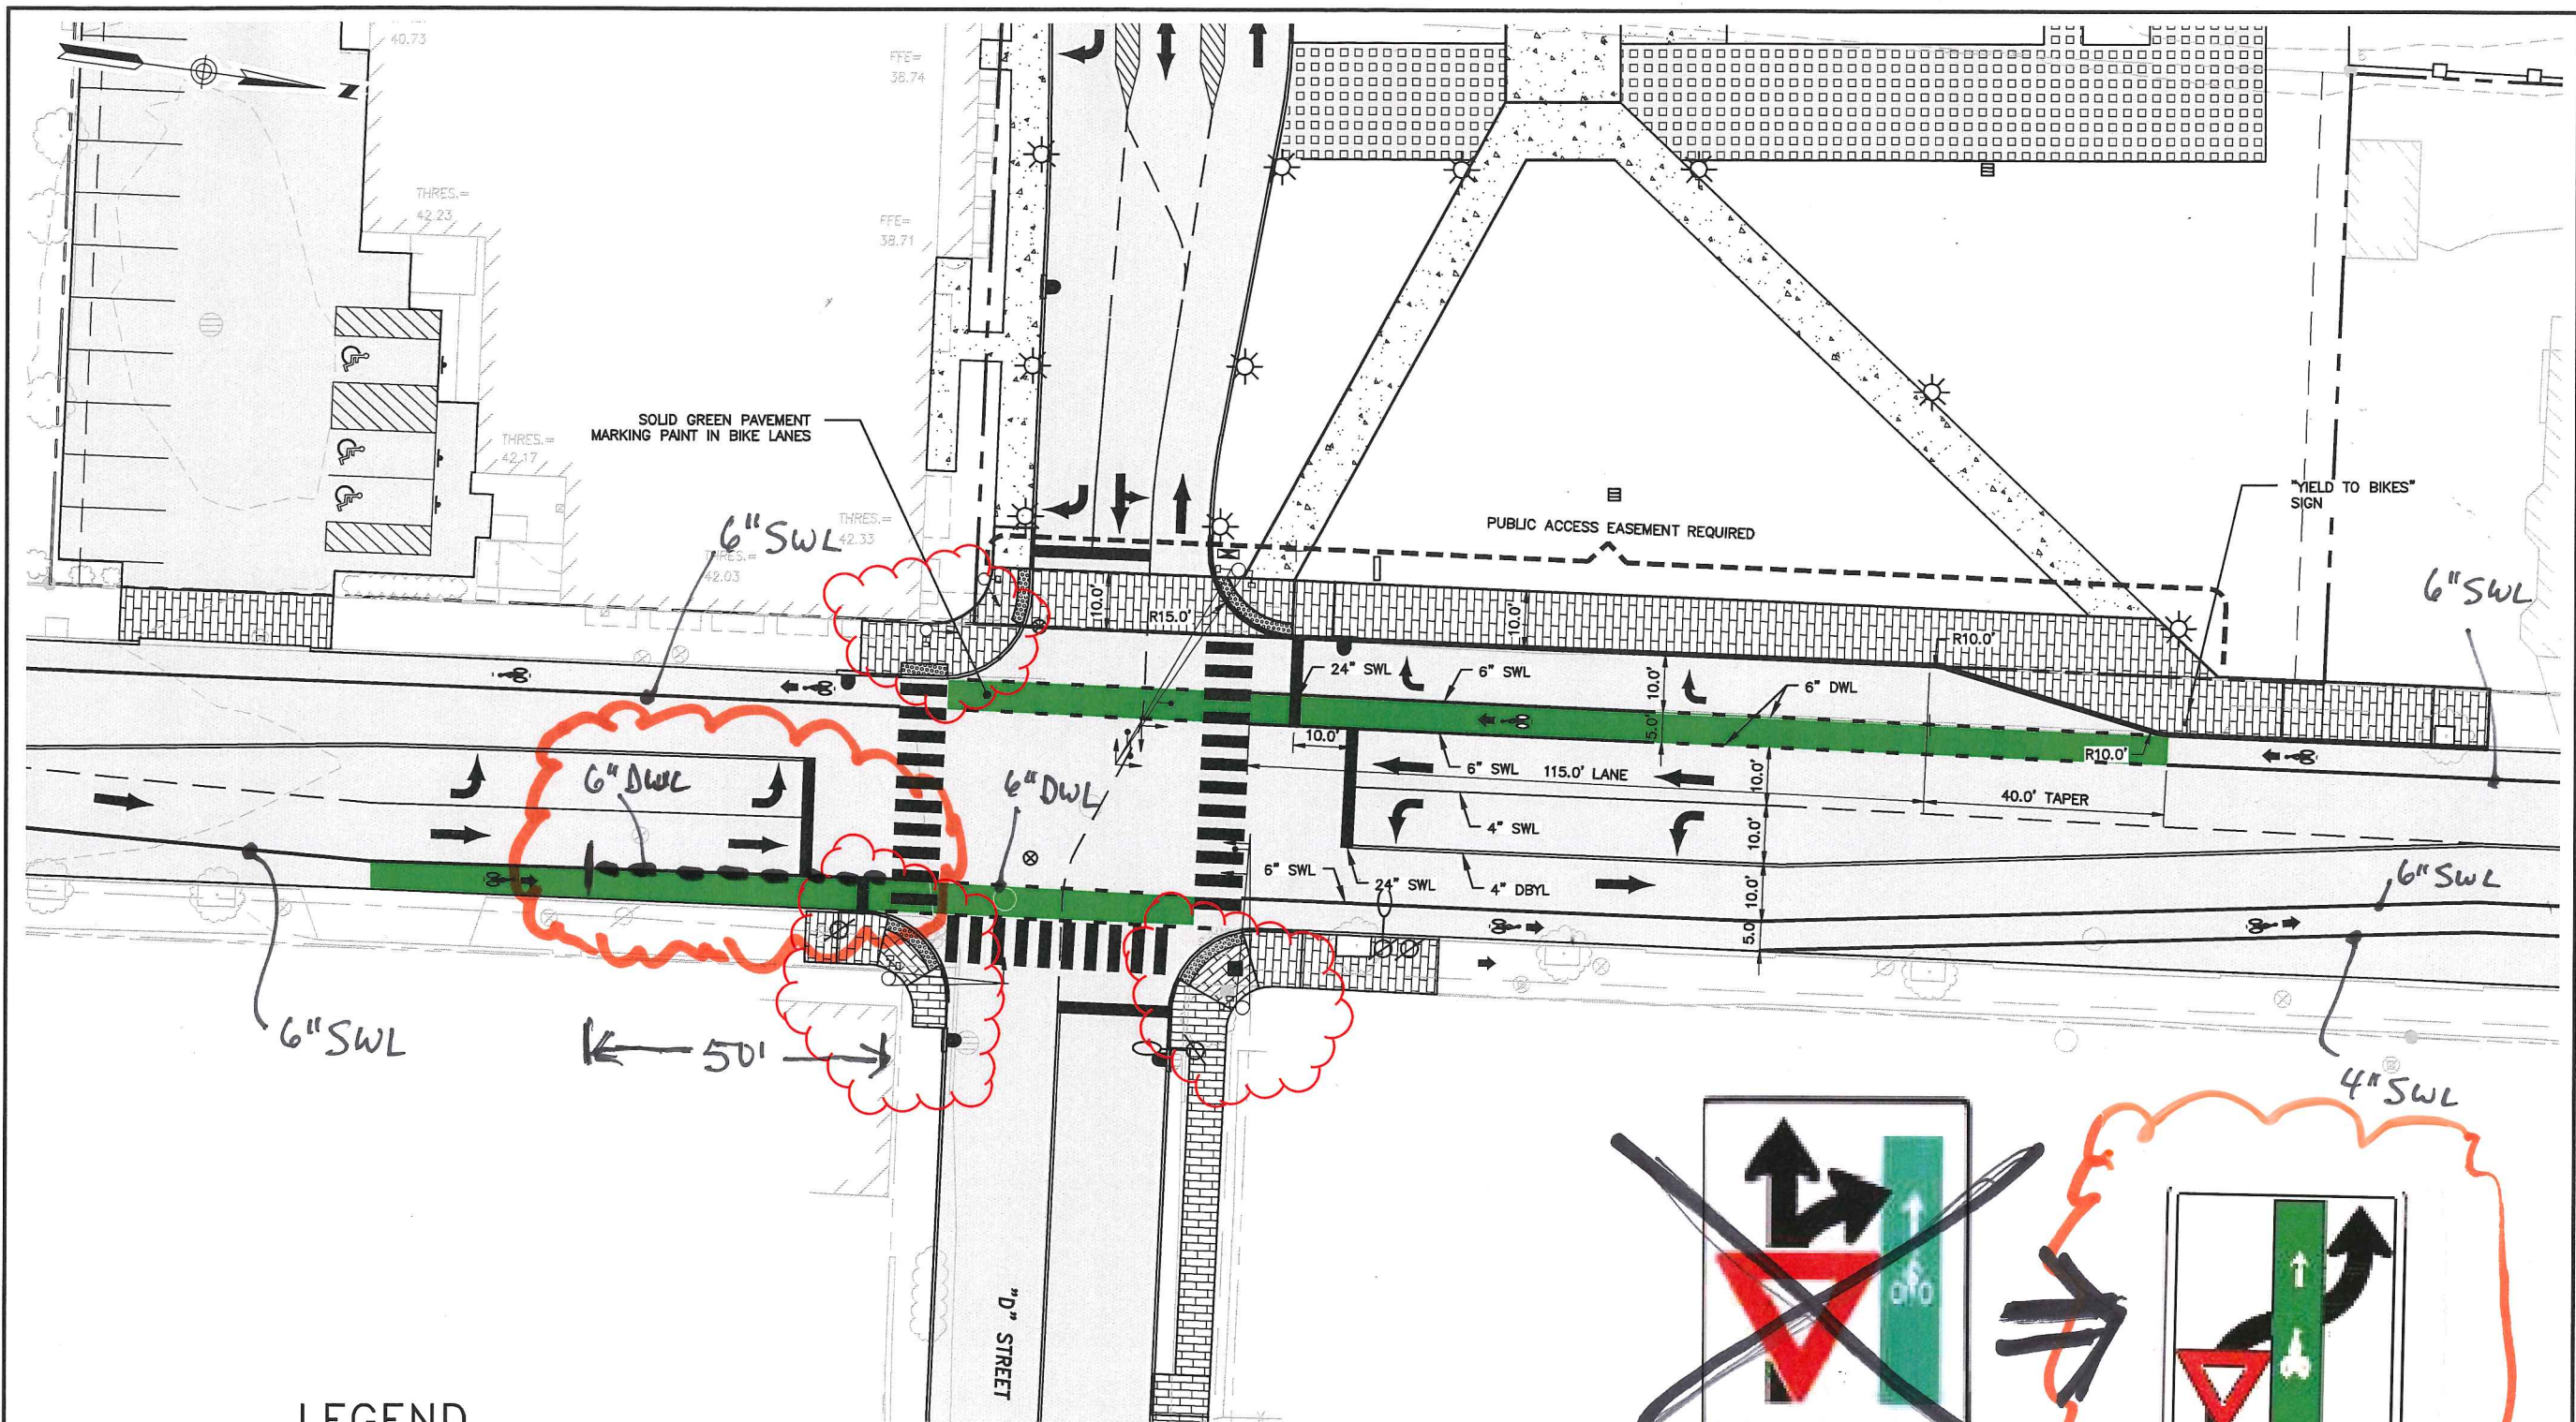 40.73
FFE=
38.74
N
THRES.=
42.23
FFE=
38.71
SOLID GREEN PAVEMENT
MARKING PAINT IN BIKE LANES
THRES.=
42.17
"YIELD TO BIKES"
SIGN
THRES.=
42.33
6" SWL
THRES.=
42.03
PUBLIC ACCESS EASEMENT REQUIRED
6" SWL
10.0'
R15.0'
10.0'
R10.0'
24" SWL
6" SWL
10.0'
6" DWL
5.0'
10.0'
R10.0'
6" SWL
115.0' LANE
10.0'
40.0' TAPER
6" DWL
6" DWL
4" SWL
10.0'
6" SWL
24" SWL
4" DBYL
10.0'
6" SWL
5.0
6" SWL
50'
4" SWL
"D" STREET
LEGEND